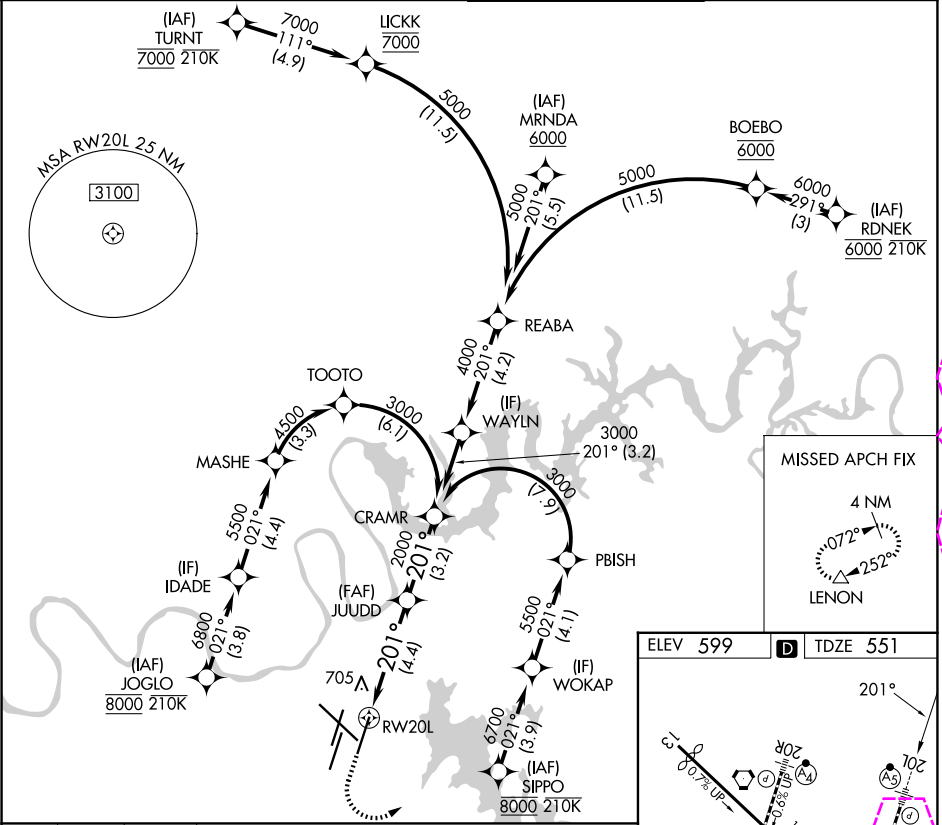 (IAF)
TURNT
7000 210K
7000
111°
(4.9)
LICKK
7000
5000
(11.5)
(IAF)
MRNDA
6000
5000
201°
(5.5)
BOEBO
6000
5000
(11.5)
6000
291°
(3)
(IAF)
RDNEK
6000 210K
MSA RW20L 25 NM
3100
REABA
4000
201°
(4.2)
(IF)
WAYLN
3000
201° (3.2)
TOOTO
4500
(3.3)
3000
(6.1)
MASHE
CRAMR
3000
(7.9)
PBISH
5500
021°
(4.4)
(IF)
IDADE
6800
021°
(3.8)
(IAF)
JOGLO
8000 210K
2000
201°
(3.2)
(FAF)
JUUDD
201°
(4.4)
705
RW20L
5500
021°
(4.1)
(IF)
WOKAP
6700
021°
(3.9)
(IAF)
SIPPO
8000 210K
MISSED APCH FIX
4 NM
072°
252°
LENON
ELEV 599
D
TDZE 551
201°
13
0.7% UP
20R
P
A4
0.6% UP
20L
A5
P